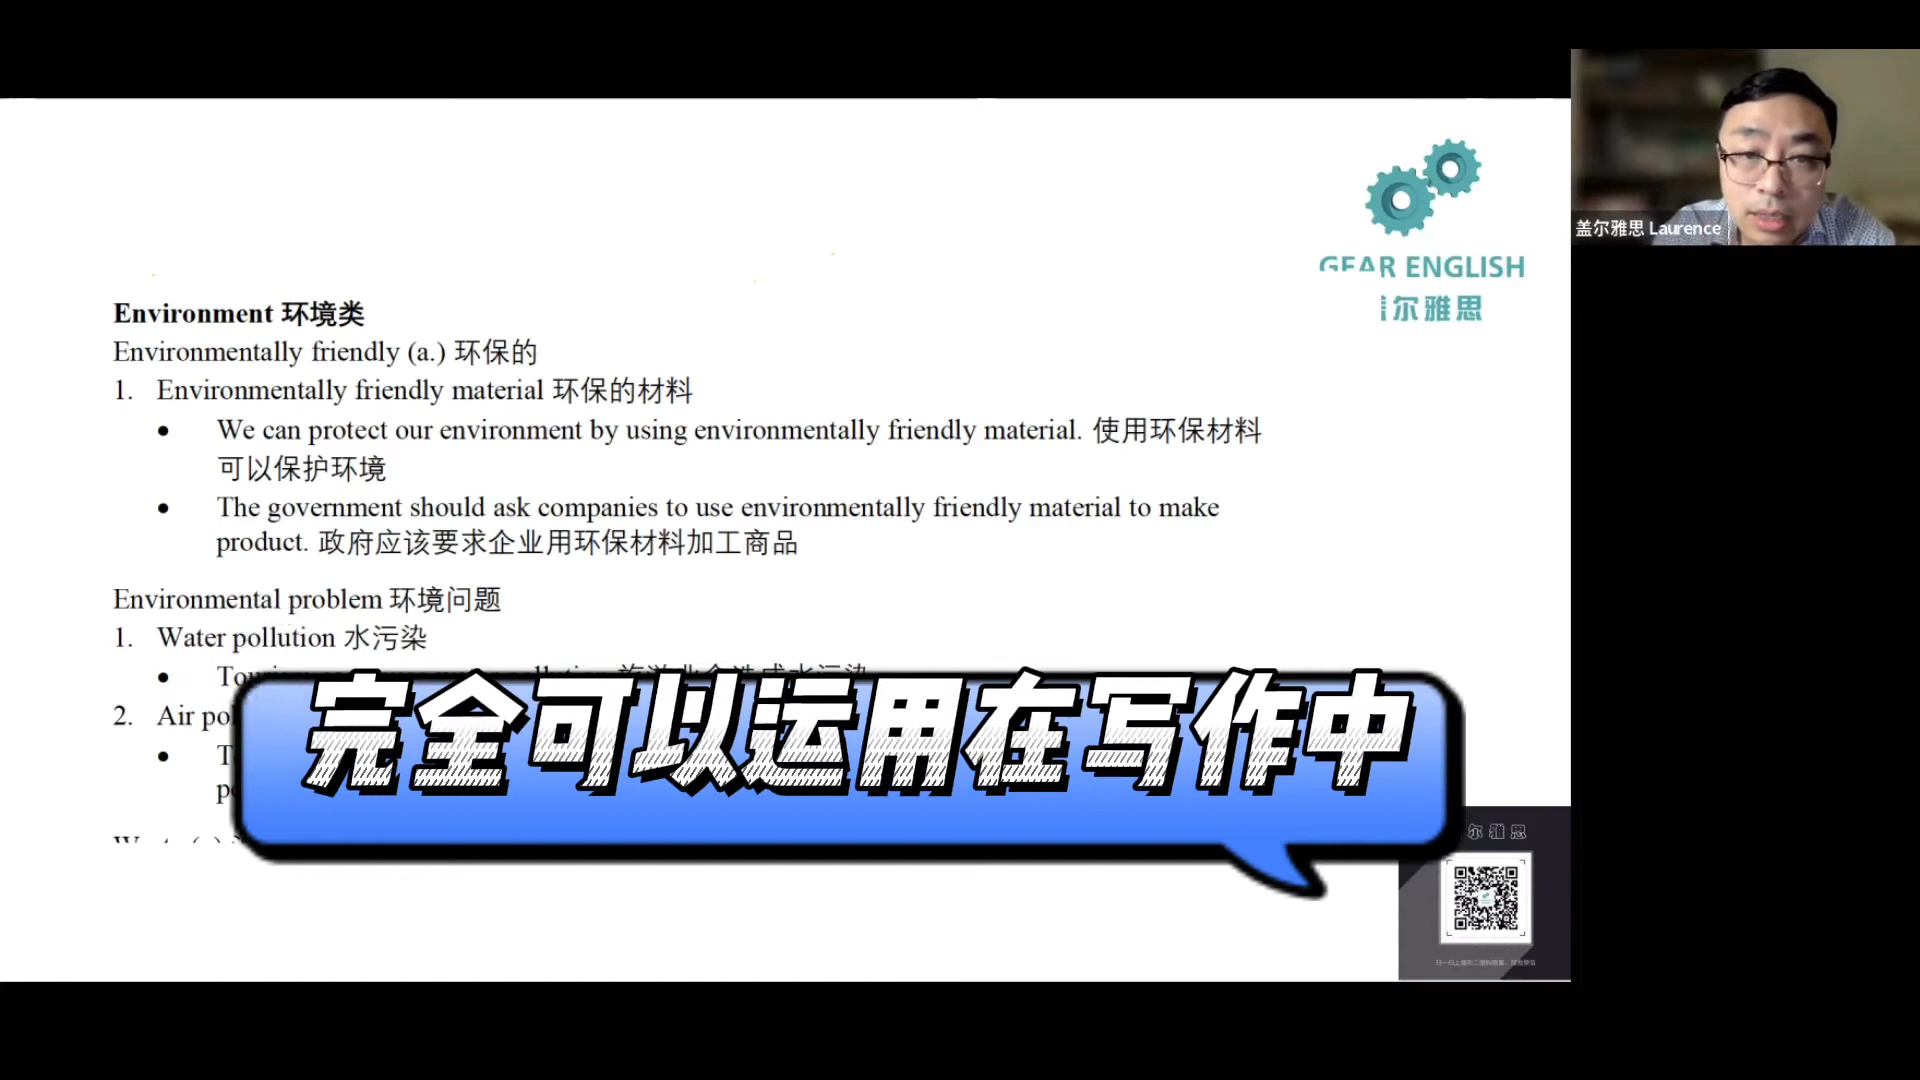 盖尔雅思 Laurence
GEAR ENGLISH
尔雅思
Environment 环境类
Environmentally friendly (a.) 环保的
1. Environmentally friendly material 环保的材料
• We can protect our environment by using environmentally friendly material. 使用环保材料
可以保护环境
• The government should ask companies to use environmentally friendly material to make
product. 政府应该要求企业用环保材料加工商品
Environmental problem 环境问题
1. Water pollution 水污染
•
2. Air
•
完全可以运用在写作中
尔雅思